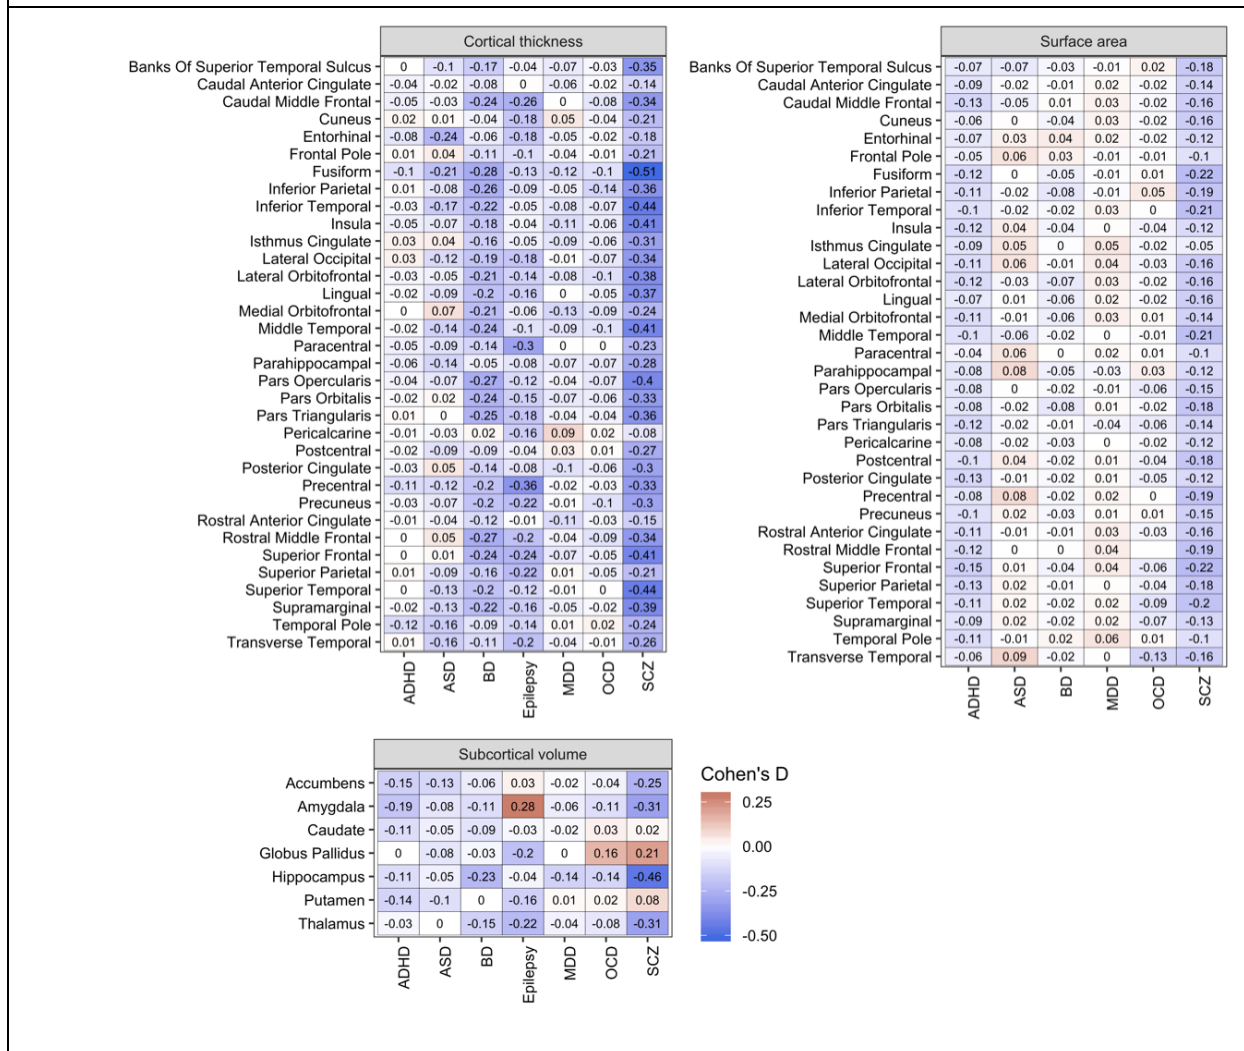 Cortical thickness
Banks Of Superior Temporal Sulcus 0 -0.1 -0.17 -0.04 -0.07 -0.03 -0.35
Caudal Anterior Cingulate -0.04 -0.02 -0.08 0 -0.06 -0.02 -0.14
Caudal Middle Frontal -0.05 -0.03 -0.24 -0.26 0 -0.08 -0.34
Cuneus 0.02 0.01 -0.04 -0.18 0.05 -0.04 -0.21
Entorhinal -0.08 -0.24 -0.06 -0.18 -0.05 -0.02 -0.18
Frontal Pole 0.01 0.04 -0.11 -0.1 -0.04 -0.01 -0.21
Fusiform -0.1 -0.21 -0.28 -0.13 -0.12 -0.1 -0.51
Inferior Parietal 0.01 -0.08 -0.26 -0.09 -0.05 -0.14 -0.36
Inferior Temporal -0.03 -0.17 -0.22 -0.05 -0.08 -0.07 -0.44
Insula -0.05 -0.07 -0.18 -0.04 -0.11 -0.06 -0.41
Isthmus Cingulate 0.03 0.04 -0.16 -0.05 -0.09 -0.06 -0.31
Lateral Occipital 0.03 -0.12 -0.19 -0.18 -0.01 -0.07 -0.34
Lateral Orbitofrontal -0.03 -0.05 -0.21 -0.14 -0.08 -0.1 -0.38
Lingual -0.02 -0.09 -0.2 -0.16 0 -0.05 -0.37
Medial Orbitofrontal 0 0.07 -0.21 -0.06 -0.13 -0.09 -0.24
Middle Temporal -0.02 -0.14 -0.24 -0.1 -0.09 -0.1 -0.41
Paracentral -0.05 -0.09 -0.14 -0.3 0 0 -0.23
Parahippocampal -0.06 -0.14 -0.05 -0.08 -0.07 -0.07 -0.28
Pars Opercularis -0.04 -0.07 -0.27 -0.12 -0.04 -0.07 -0.4
Pars Orbitalis -0.02 0.02 -0.24 -0.15 -0.07 -0.06 -0.33
Pars Triangularis 0.01 0 -0.25 -0.18 -0.04 -0.04 -0.36
Pericalcarine -0.01 -0.03 0.02 -0.16 0.09 0.02 -0.08
Postcentral -0.02 -0.09 -0.09 -0.04 0.03 0.01 -0.27
Posterior Cingulate -0.03 0.05 -0.14 -0.08 -0.1 -0.06 -0.3
Precentral -0.11 -0.12 -0.2 -0.36 -0.02 -0.03 -0.33
Precuneus -0.03 -0.07 -0.2 -0.22 -0.01 -0.1 -0.3
Rostral Anterior Cingulate -0.01 -0.04 -0.12 -0.01 -0.11 -0.03 -0.15
Rostral Middle Frontal 0 0.05 -0.27 -0.2 -0.04 -0.09 -0.34
Superior Frontal 0 0.01 -0.24 -0.24 -0.07 -0.05 -0.41
Superior Parietal 0.01 -0.09 -0.16 -0.22 0.01 -0.05 -0.21
Superior Temporal 0 -0.13 -0.2 -0.12 -0.01 0 -0.44
Supramarginal -0.02 -0.13 -0.22 -0.16 -0.05 -0.02 -0.39
Temporal Pole -0.12 -0.16 -0.09 -0.14 0.01 0.02 -0.24
Transverse Temporal 0.01 -0.16 -0.11 -0.2 -0.04 -0.01 -0.26
ADHD ASD BD Epilepsy MDD OCD SCZ
Surface area
Banks Of Superior Temporal Sulcus -0.07 -0.07 -0.03 -0.01 0.02 -0.18
Caudal Anterior Cingulate -0.09 -0.02 -0.01 0.02 -0.02 -0.14
Caudal Middle Frontal -0.13 -0.05 0.01 0.03 -0.02 -0.16
Cuneus -0.06 0 -0.04 0.03 -0.02 -0.16
Entorhinal -0.07 0.03 0.04 0.02 -0.02 -0.12
Frontal Pole -0.05 0.06 0.03 -0.01 -0.01 -0.1
Fusiform -0.12 0 -0.05 -0.01 0.01 -0.22
Inferior Parietal -0.11 -0.02 -0.08 -0.01 0.05 -0.19
Inferior Temporal -0.1 -0.02 -0.02 0.03 0 -0.21
Insula -0.12 0.04 -0.04 0 -0.04 -0.12
Isthmus Cingulate -0.09 0.05 0 0.05 -0.02 -0.05
Lateral Occipital -0.11 0.06 -0.01 0.04 -0.03 -0.16
Lateral Orbitofrontal -0.12 -0.03 -0.07 0.03 -0.02 -0.16
Lingual -0.07 0.01 -0.06 0.02 -0.02 -0.16
Medial Orbitofrontal -0.11 -0.01 -0.06 0.03 0.01 -0.14
Middle Temporal -0.1 -0.06 -0.02 0 -0.01 -0.21
Paracentral -0.04 0.06 0 0.02 0.01 -0.1
Parahippocampal -0.08 0.08 -0.05 -0.03 0.03 -0.12
Pars Opercularis -0.08 0 -0.02 -0.01 -0.06 -0.15
Pars Orbitalis -0.08 -0.02 -0.08 0.01 -0.02 -0.18
Pars Triangularis -0.12 -0.02 -0.01 -0.04 -0.06 -0.14
Pericalcarine -0.08 -0.02 -0.03 0 -0.02 -0.12
Postcentral -0.1 0.04 -0.02 0.01 -0.04 -0.18
Posterior Cingulate -0.13 -0.01 -0.02 0.01 -0.05 -0.12
Precentral -0.08 0.08 -0.02 0.02 0 -0.19
Precuneus -0.1 0.02 -0.03 0.01 0.01 -0.15
Rostral Anterior Cingulate -0.11 -0.01 -0.01 0.03 -0.03 -0.16
Rostral Middle Frontal -0.12 0 0 0.04 -0.19
Superior Frontal -0.15 0.01 -0.04 0.04 -0.06 -0.22
Superior Parietal -0.13 0.02 -0.01 0 -0.04 -0.18
Superior Temporal -0.11 0.02 -0.02 0.02 -0.09 -0.2
Supramarginal -0.09 0.02 -0.02 0.02 -0.07 -0.13
Temporal Pole -0.11 -0.01 0.02 0.06 0.01 -0.1
Transverse Temporal -0.06 0.09 -0.02 0 -0.13 -0.16
ADHD ASD BD MDD OCD SCZ
Subcortical volume
Accumbens -0.15 -0.13 -0.06 0.03 -0.02 -0.04 -0.25
Amygdala -0.19 -0.08 -0.11 0.28 -0.06 -0.11 -0.31
Caudate -0.11 -0.05 -0.09 -0.03 -0.02 0.03 0.02
Globus Pallidus 0 -0.08 -0.03 -0.2 0 0.16 0.21
Hippocampus -0.11 -0.05 -0.23 -0.04 -0.14 -0.14 -0.46
Putamen -0.14 -0.1 0 -0.16 0.01 0.02 0.08
Thalamus -0.03 0 -0.15 -0.22 -0.04 -0.08 -0.31
ADHD ASD BD Epilepsy MDD OCD SCZ
Cohen's D
0.25
0.00
-0.25
-0.50